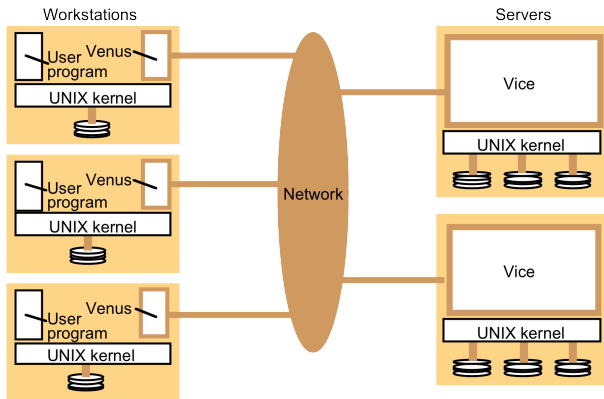 Workstations
Servers
Venus
User
program
UNIX kernel
Venus
User
program
UNIX kernel
Venus
User
program
UNIX kernel
Network
Vice
UNIX kernel
Vice
UNIX kernel